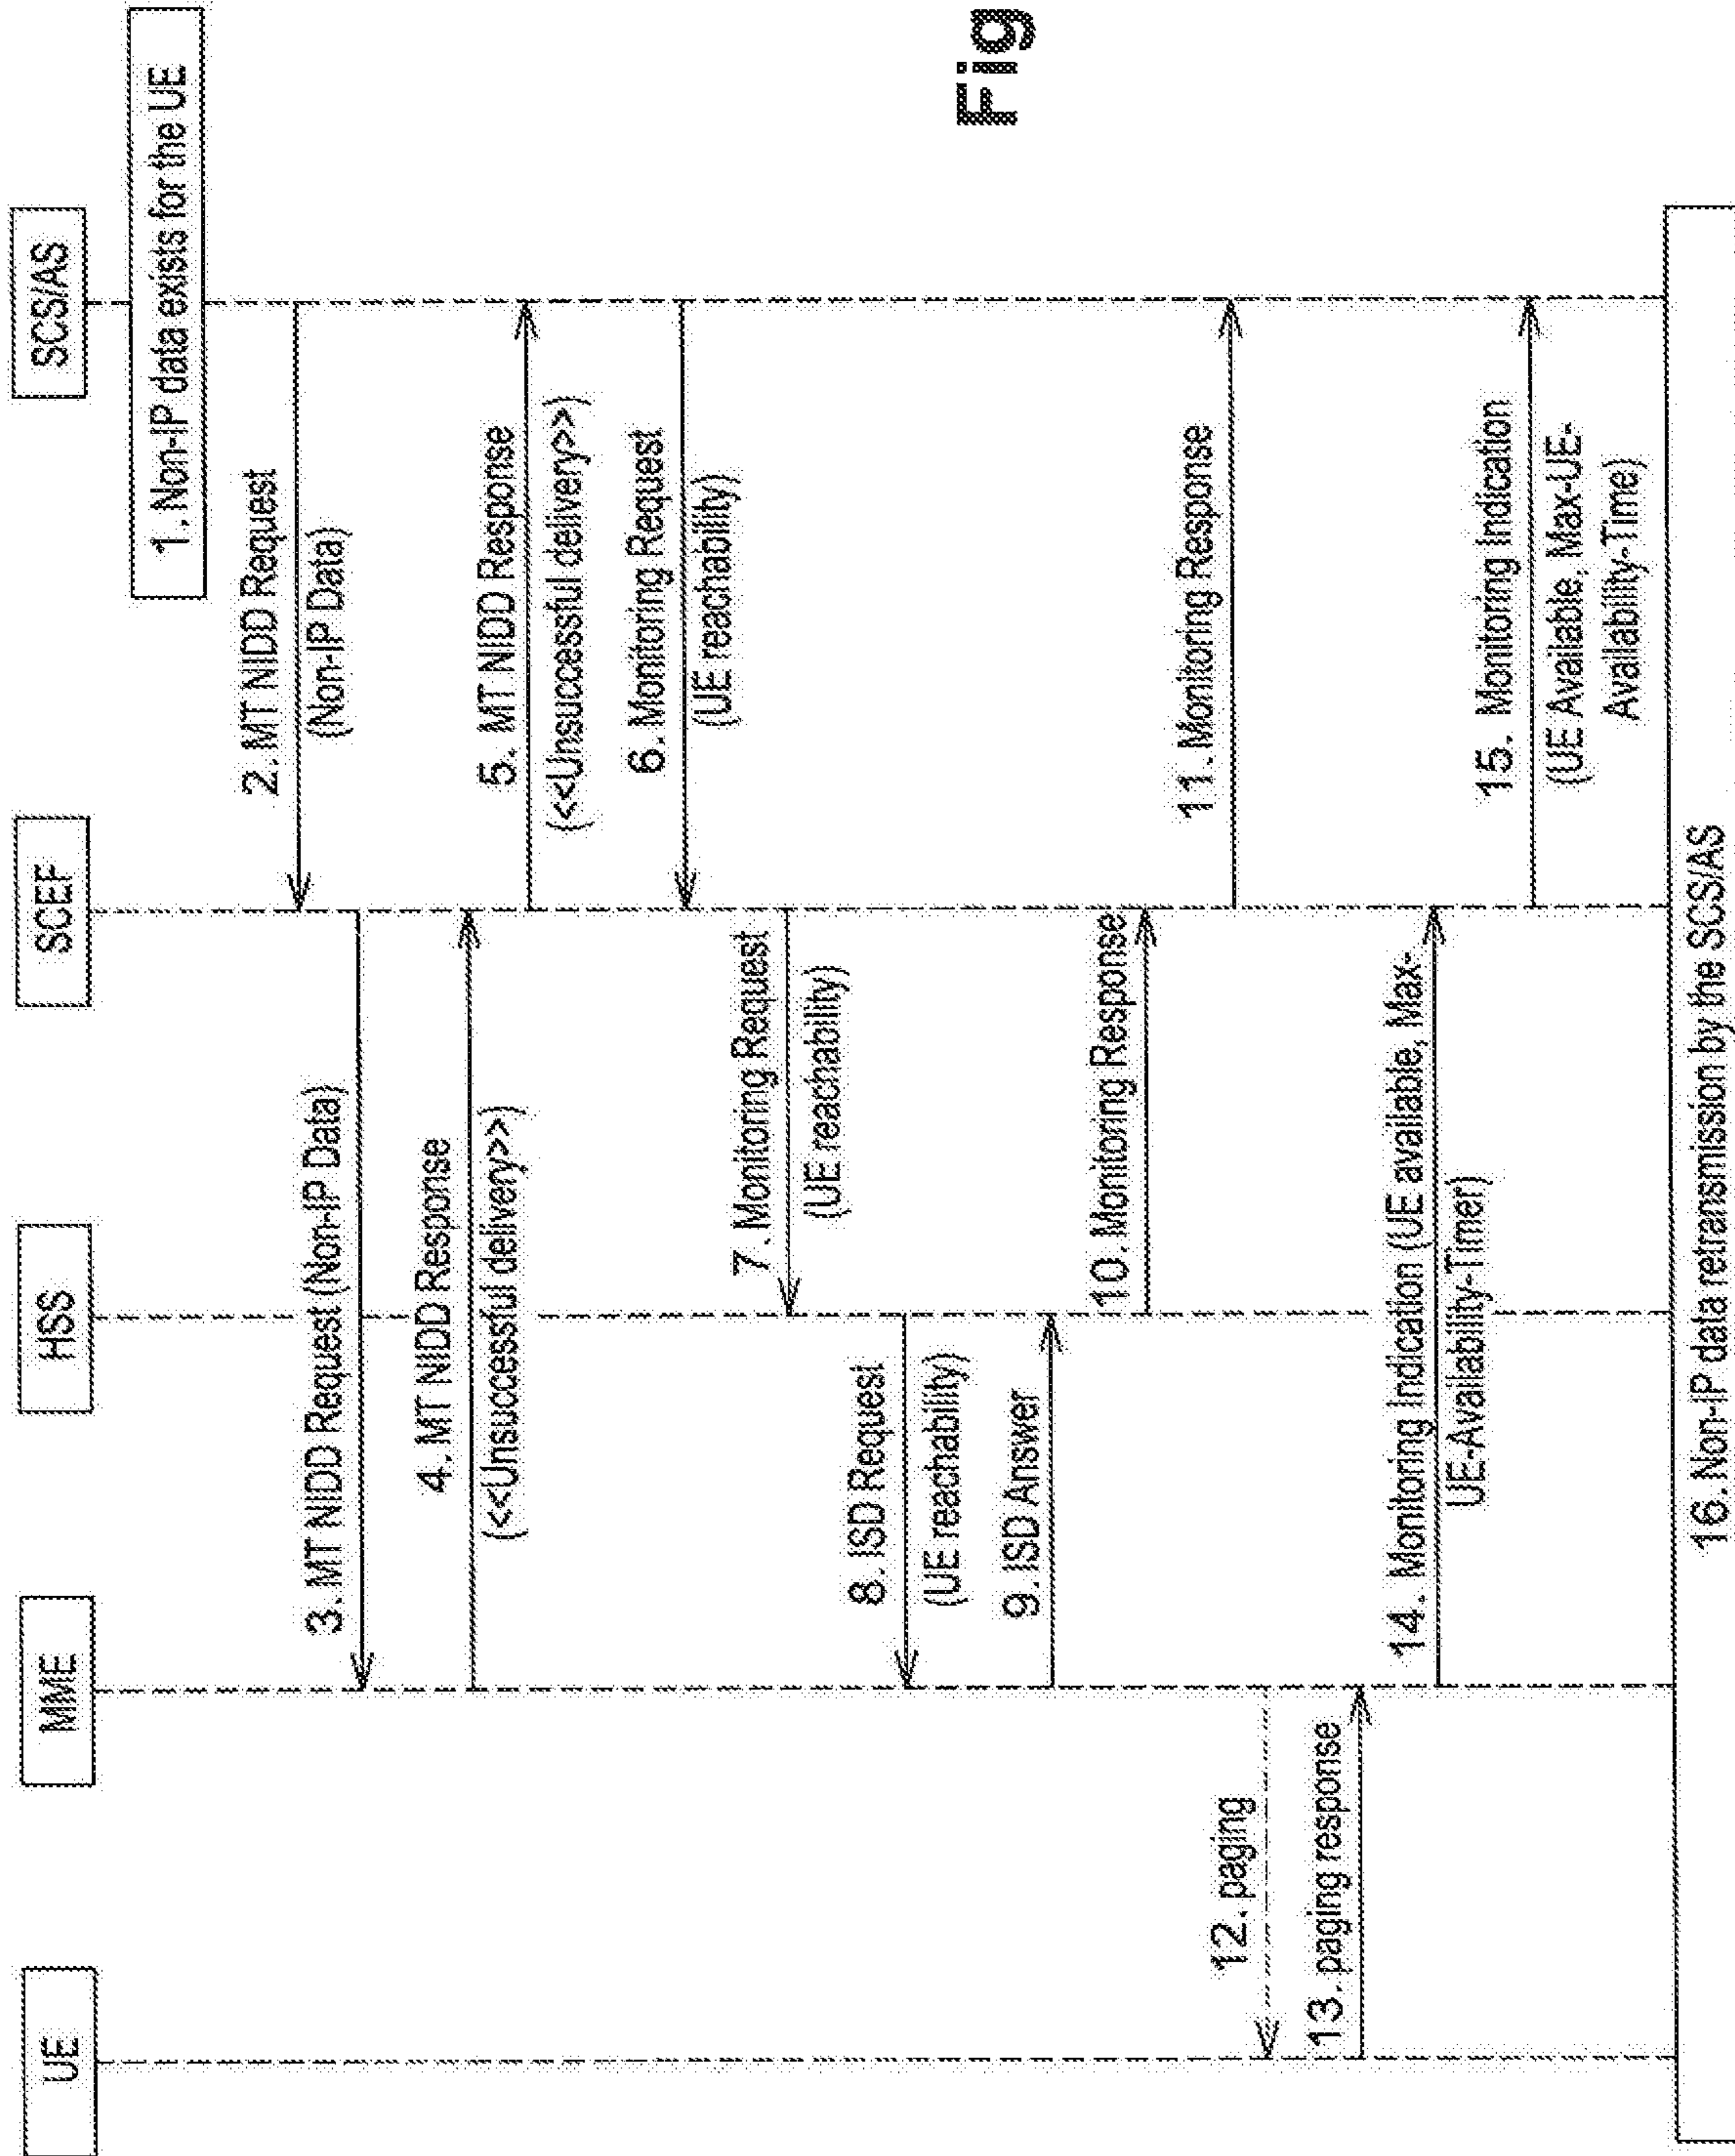 UE
MME
HSS
SCEF
SCS/AS
1. Non-IP data exists for the UE
2. MT NIDD Request
(Non-IP Data)
3. MT NIDD Request (Non-IP Data)
4. MT NIDD Response
(<<Unsuccessful delivery>>)
5. MT NIDD Response
(<<Unsuccessful delivery>>)
6. Monitoring Request
(UE reachability)
7. Monitoring Request
(UE reachability)
8. ISD Request
(UE reachability)
9. ISD Answer
10. Monitoring Response
11. Monitoring Response
12. paging
13. paging response
14. Monitoring Indication (UE available, Max-
UE-Availability-Timer)
15. Monitoring Indication
(UE Available, Max-UE-
Availability-Time)
16. Non-IP data retransmission by the SCS/AS
Fig